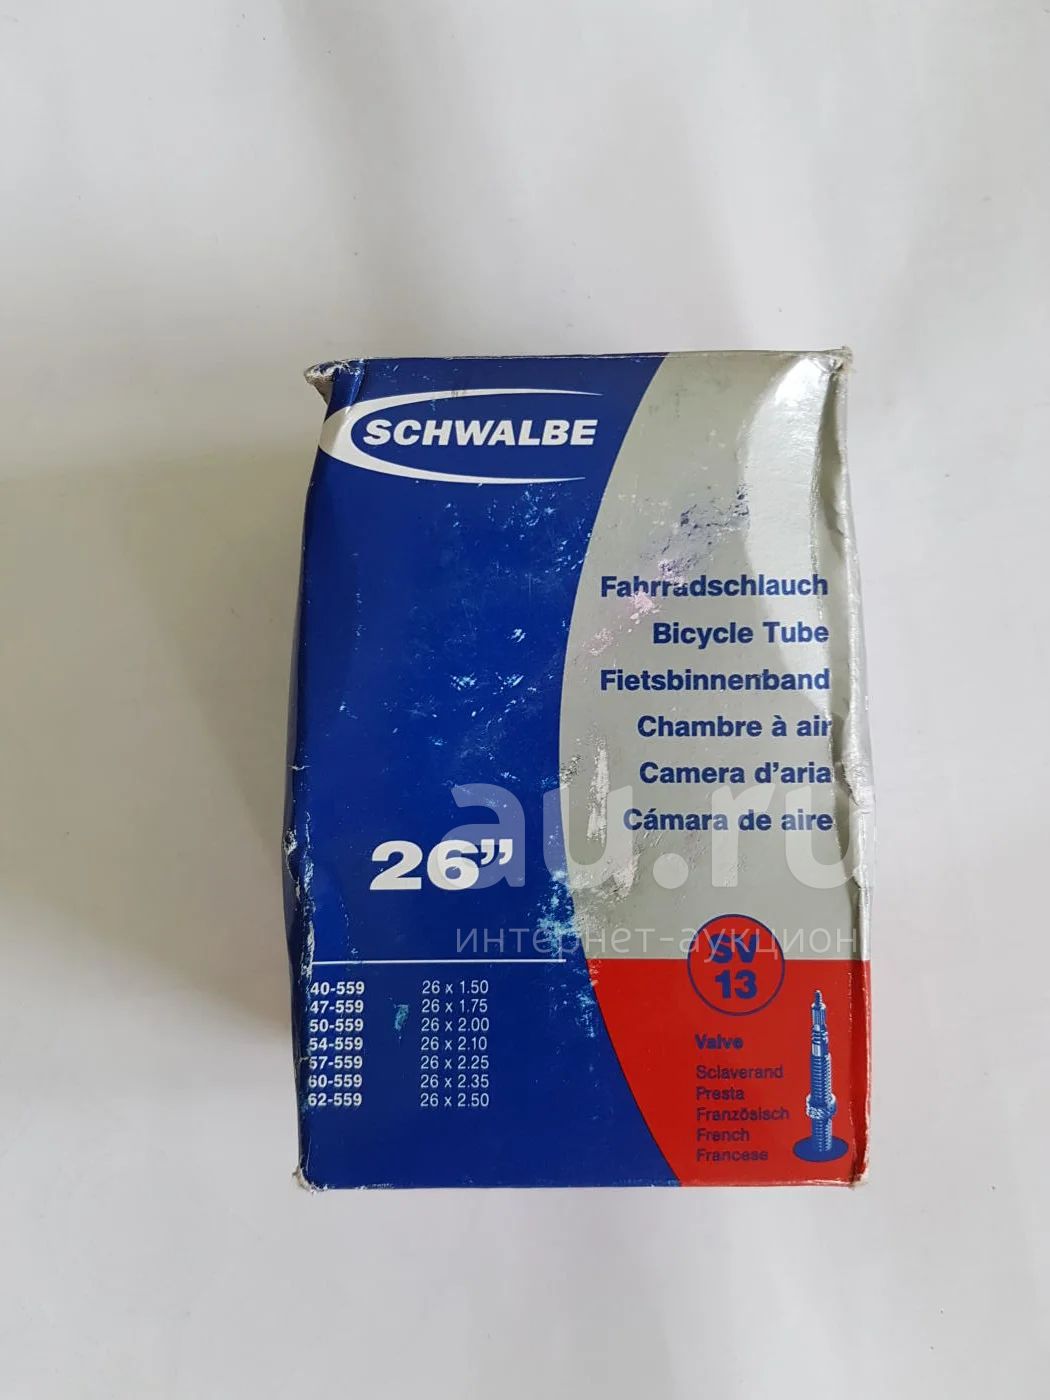 SCHWALBE
Fahrradschlauch
Bicycle Tube
Fietsbinnenband
Chambre à air
Camera d'aria
Cámara de aire
au.ru
интернет-аукцион
26"
SV
13
40-559 26 x 1.50
47-559 26 x 1.75
50-559 26 x 2.00
54-559 26 x 2.10
57-559 26 x 2.25
60-559 26 x 2.35
62-559 26 x 2.50
Valve
Sclaverand
Presta
Französisch
French
Francese